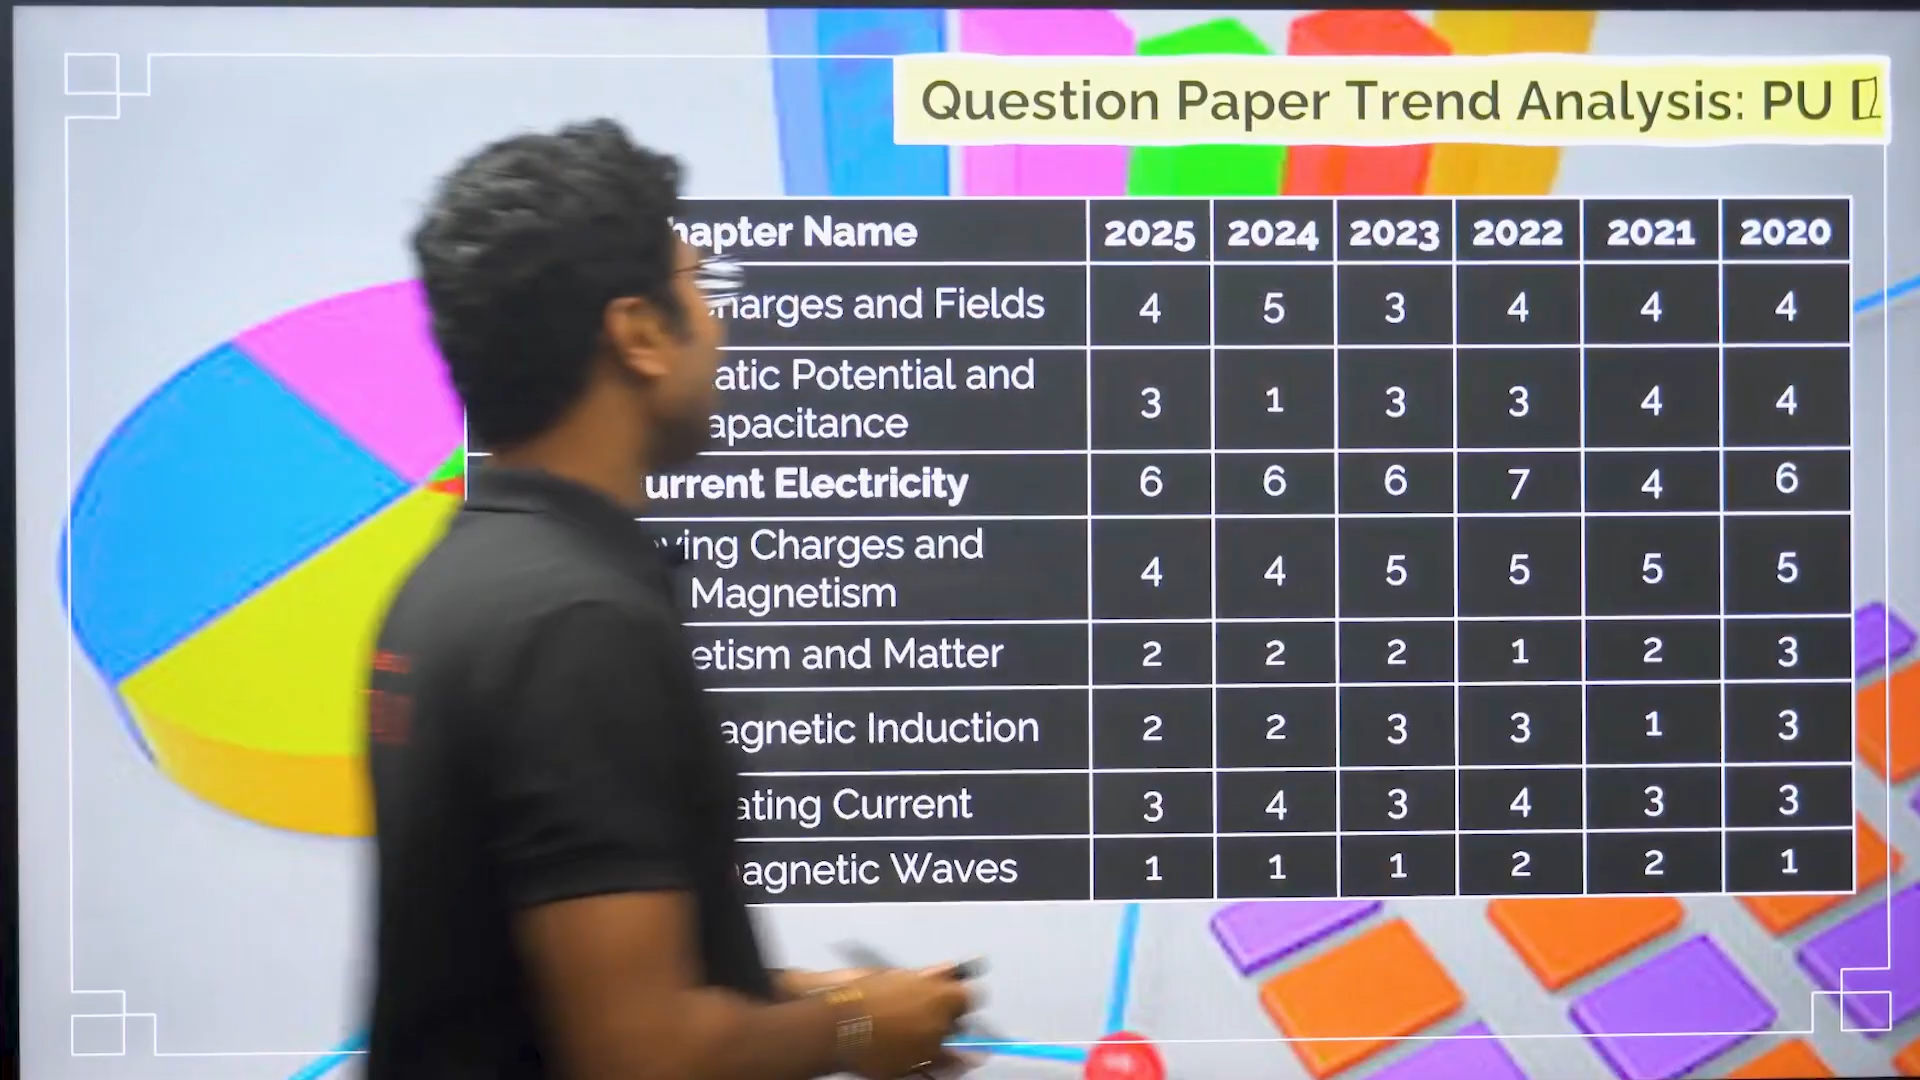 Question Paper Trend Analysis: PU
hapter Name 2025 2024 2023 2022 2021 2020
harges and Fields 4 5 3 4 4 4
atic Potential and
apacitance 3 1 3 3 4 4
urrent Electricity 6 6 6 7 4 6
ving Charges and
Magnetism 4 4 5 5 5 5
etism and Matter 2 2 2 1 2 3
agnetic Induction 2 2 3 3 1 3
ating Current 3 4 3 4 3 3
agnetic Waves 1 1 1 2 2 1